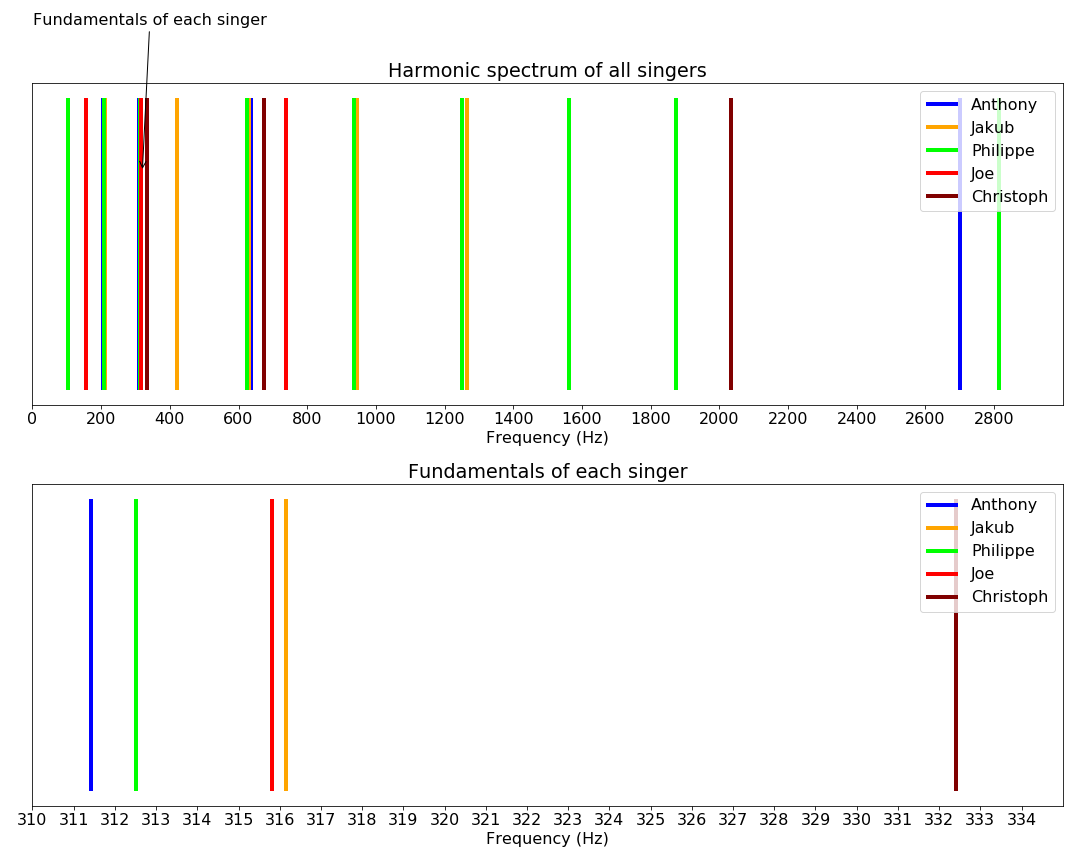 Fundamentals of each singer
Harmonic spectrum of all singers
Anthony
Jakub
Philippe
Joe
Christoph
0 200 400 600 800 1000 1200 1400 1600 1800 2000 2200 2400 2600 2800
Frequency (Hz)
Fundamentals of each singer
Anthony
Jakub
Philippe
Joe
Christoph
310 311 312 313 314 315 316 317 318 319 320 321 322 323 324 325 326 327 328 329 330 331 332 333 334
Frequency (Hz)